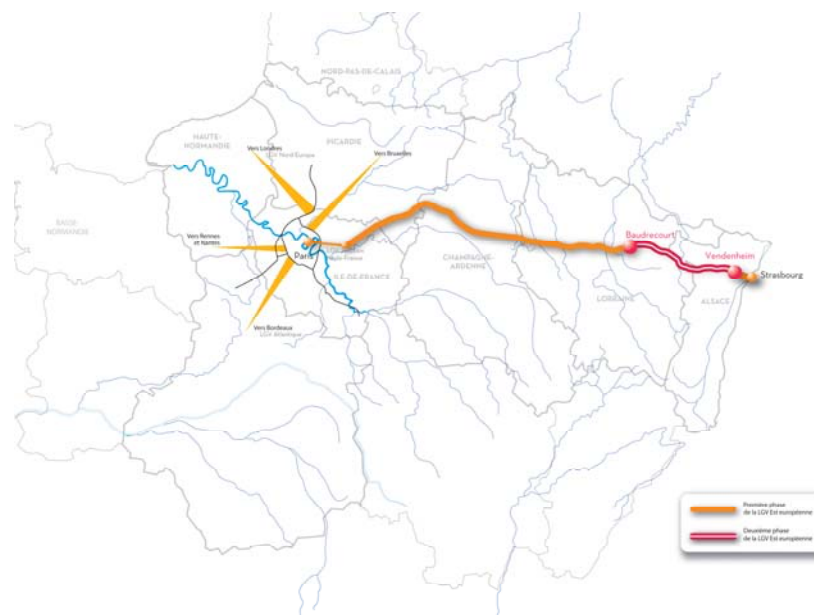 NORD-PAS-DE-CALAIS
HAUTE-
NORMANDIE
Vers Londres
LGV Nord Europe
PICARDIE
Vers Bruxelles
BASSE-
NORMANDIE
Vers Rennes
et Nantes
Paris
ILE-DE-FRANCE
CHAMPAGNE-
ARDENNE
Baudrecourt
Vendenheim
Strasbourg
LORRAINE
ALSACE
Vers Bordeaux
LGV Atlantique
Première phase
de la LGV Est européenne
Deuxième phase
de la LGV Est européenne